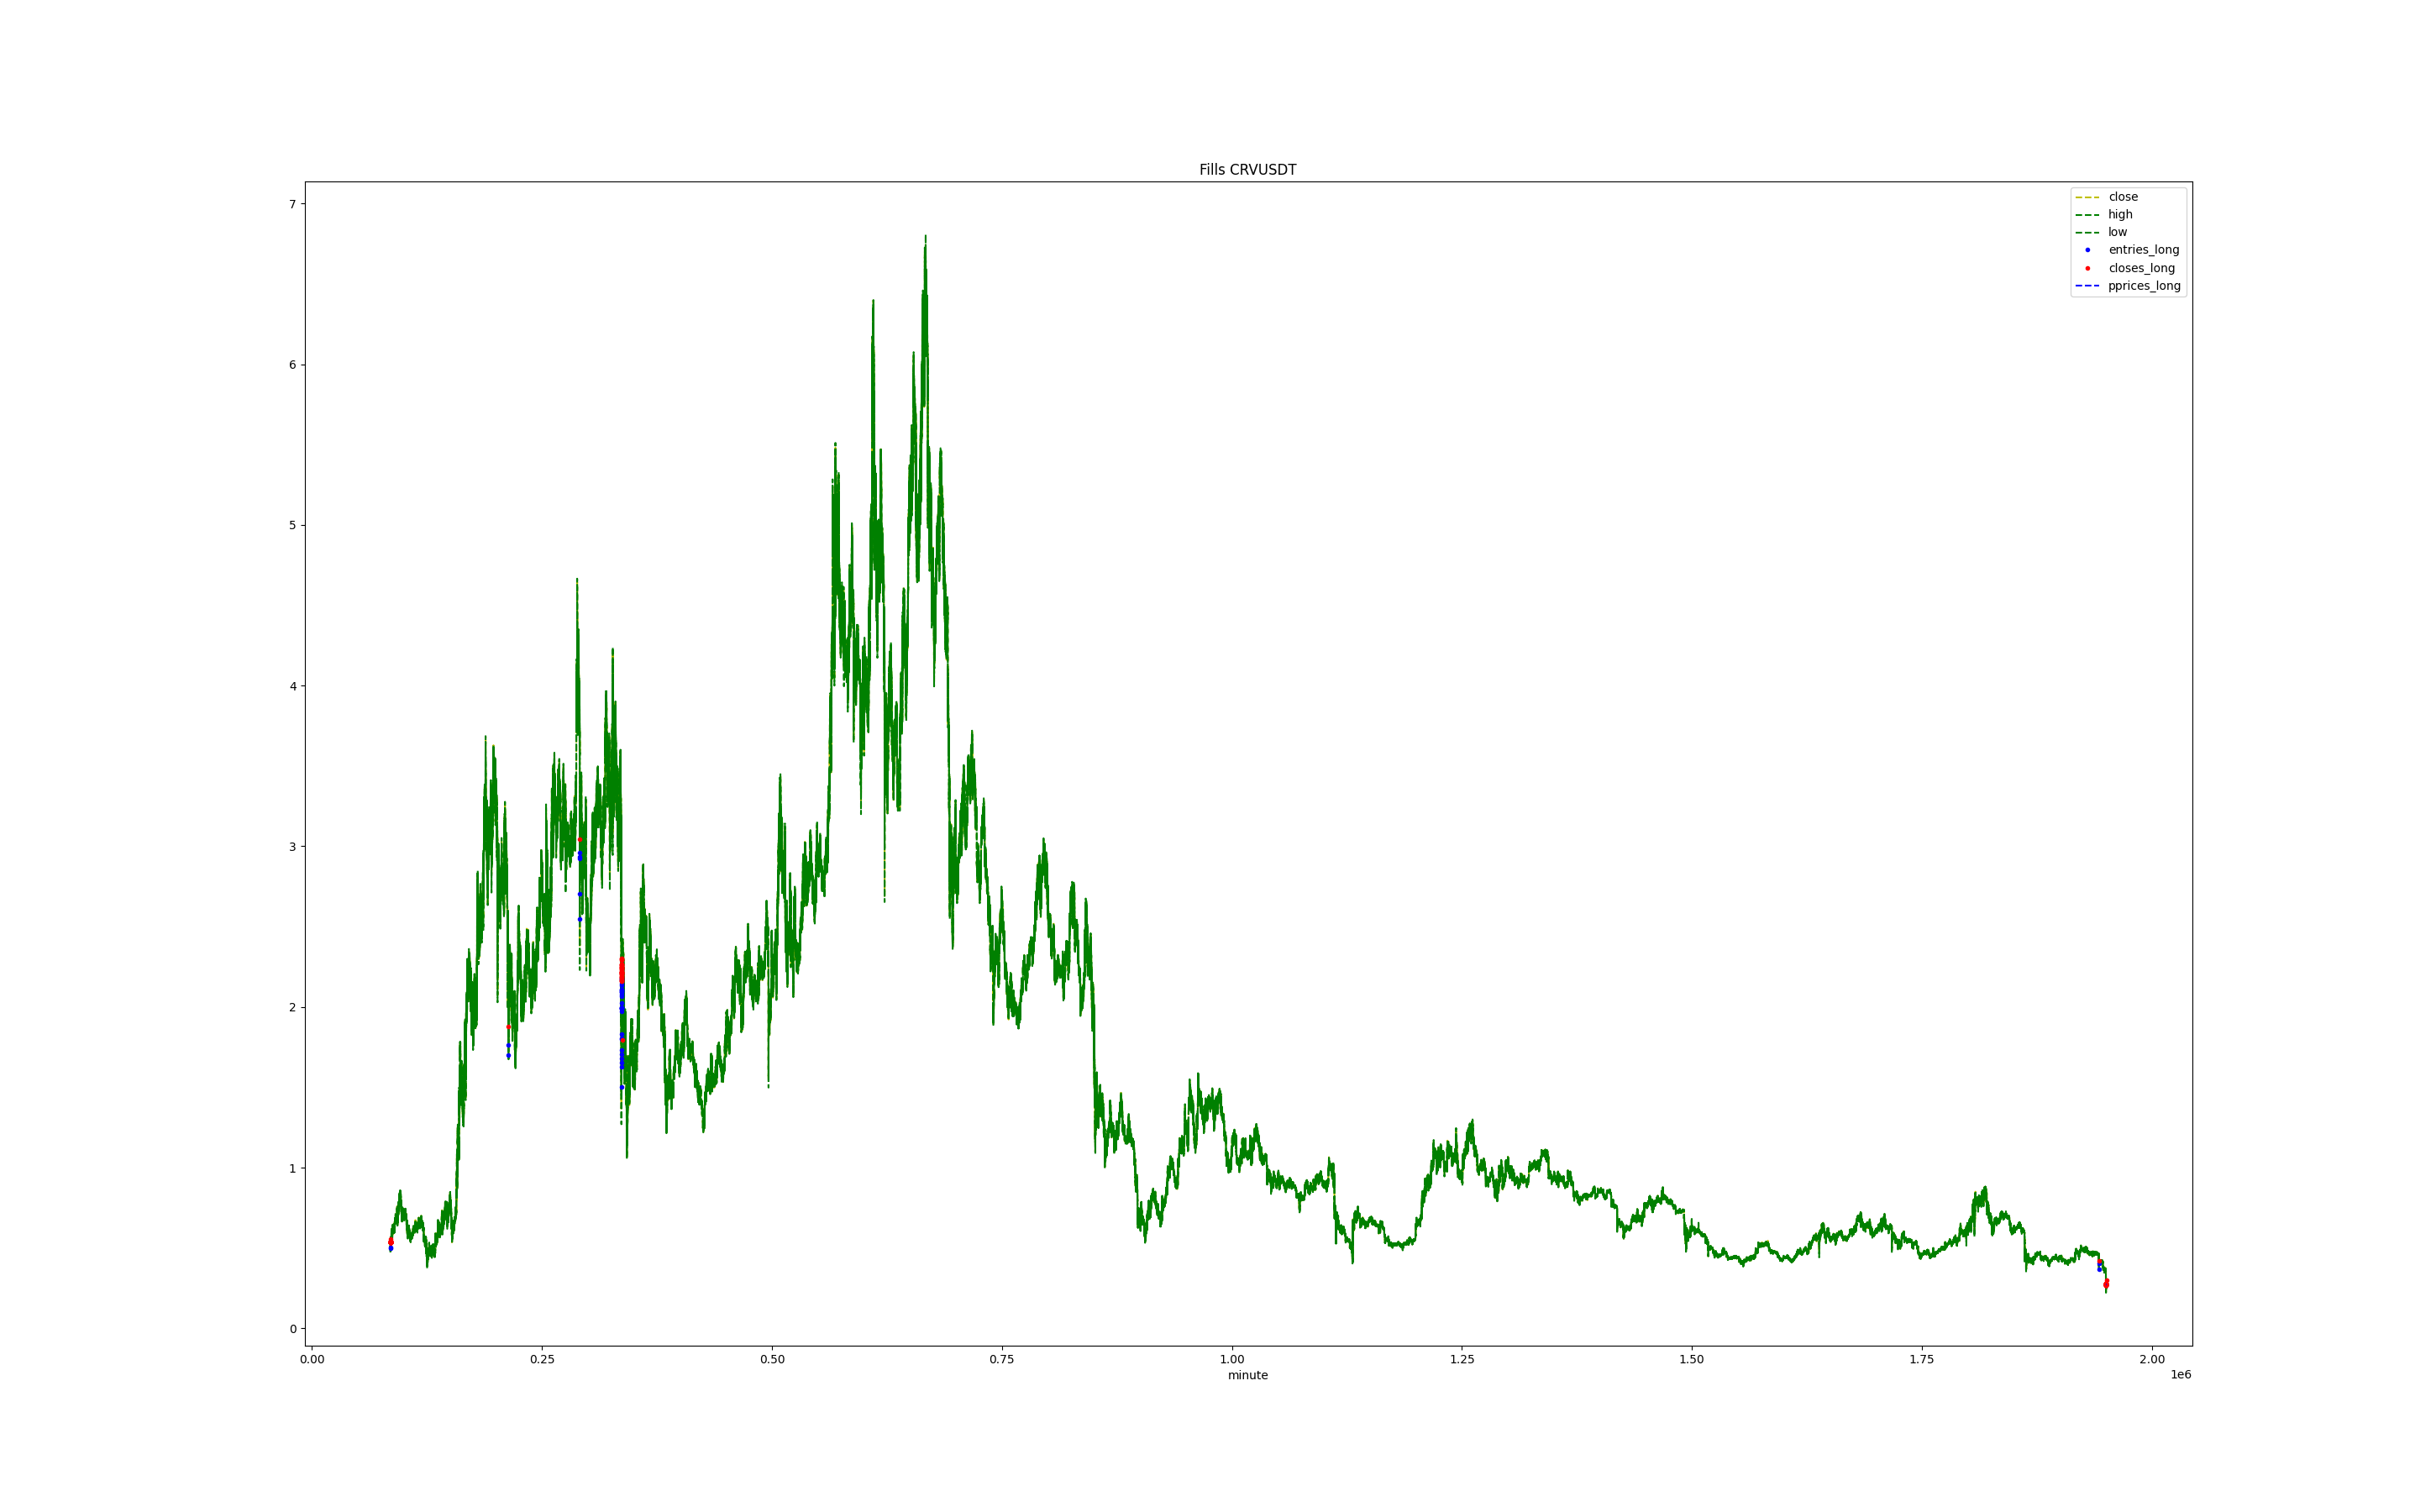 Fills CRVUSDT
close
high
low
entries_long
closes_long
pprices_long
7
6
5
4
3
2
1
0
0.00 0.25 0.50 0.75 1.00 1.25 1.50 1.75 2.00
minute
1e6